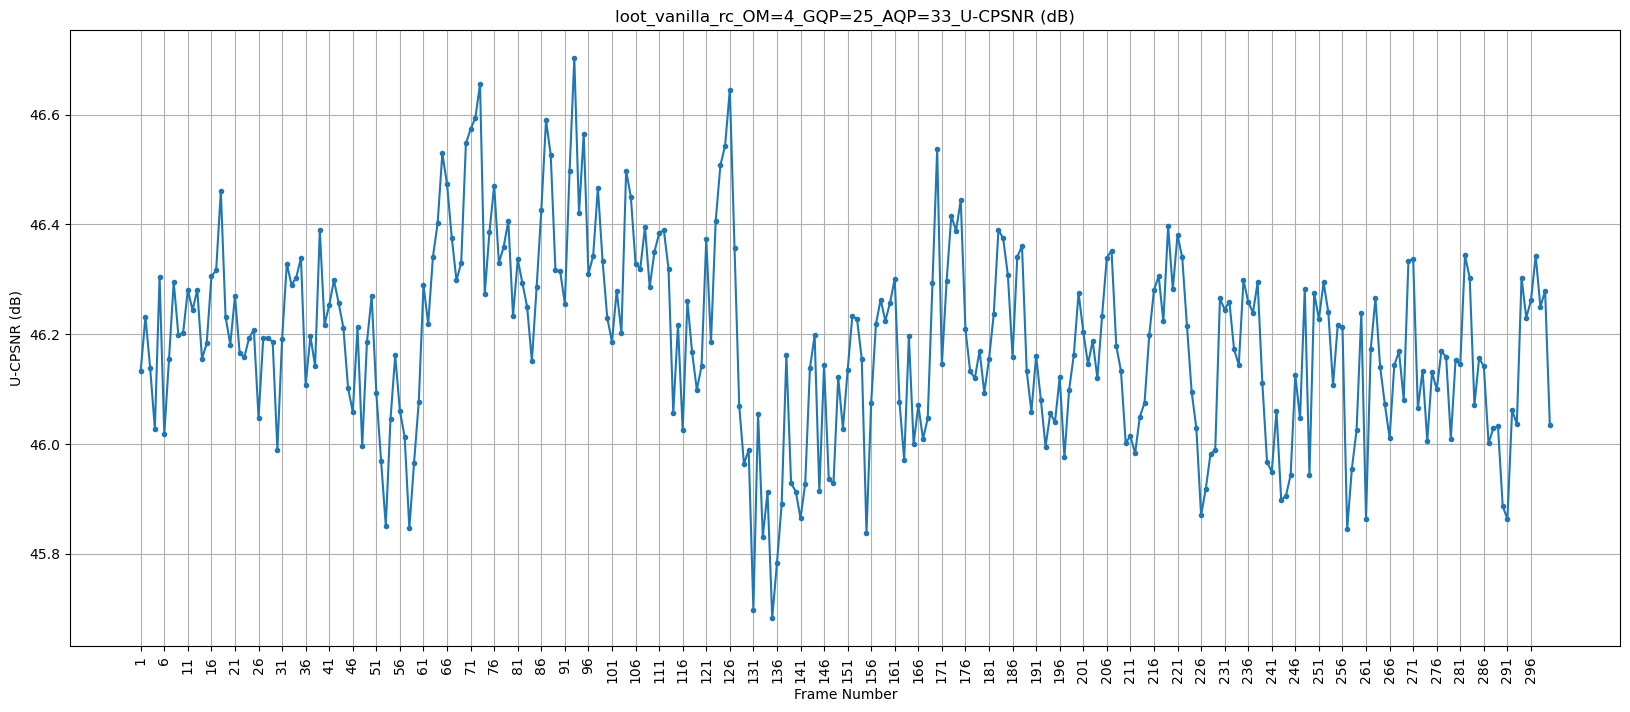 loot_vanilla_rc_OM=4_GQP=25_AQP=33_U-CPSNR (dB)
U-CPSNR (dB)
46.6
46.4
46.2
46.0
45.8
1 6 11 16 21 26 31 36 41 46 51 56 61 66 71 76 81 86 91 96 101 106 111 116 121 126 131 136 141 146 151 156 161 166 171 176 181 186 191 196 201 206 211 216 221 226 231 236 241 246 251 256 261 266 271 276 281 286 291 296
Frame Number